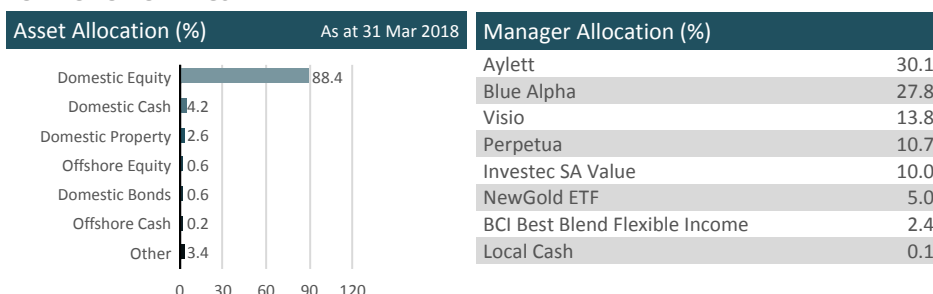 Asset Allocation (%) As at 31 Mar 2018
Domestic Equity 88.4
Domestic Cash 4.2
Domestic Property 2.6
Offshore Equity 0.6
Domestic Bonds 0.6
Offshore Cash 0.2
Other 3.4
0 30 60 90 120
Manager Allocation (%)
Aylett 30.1
Blue Alpha 27.8
Visio 13.8
Perpetua 10.7
Investec SA Value 10.0
NewGold ETF 5.0
BCI Best Blend Flexible Income 2.4
Local Cash 0.1